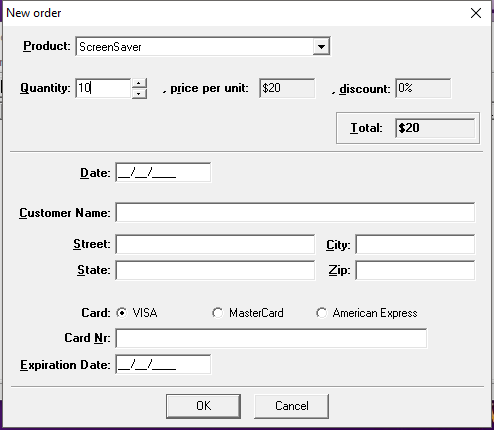 New order
Product: ScreenSaver
Quantity: 10 , price per unit: $20 , discount: 0%
Total: $20
Date: __/__/____
Customer Name:
Street: City:
State: Zip:
Card: VISA MasterCard American Express
Card Nr:
Expiration Date: __/__/____
OK Cancel